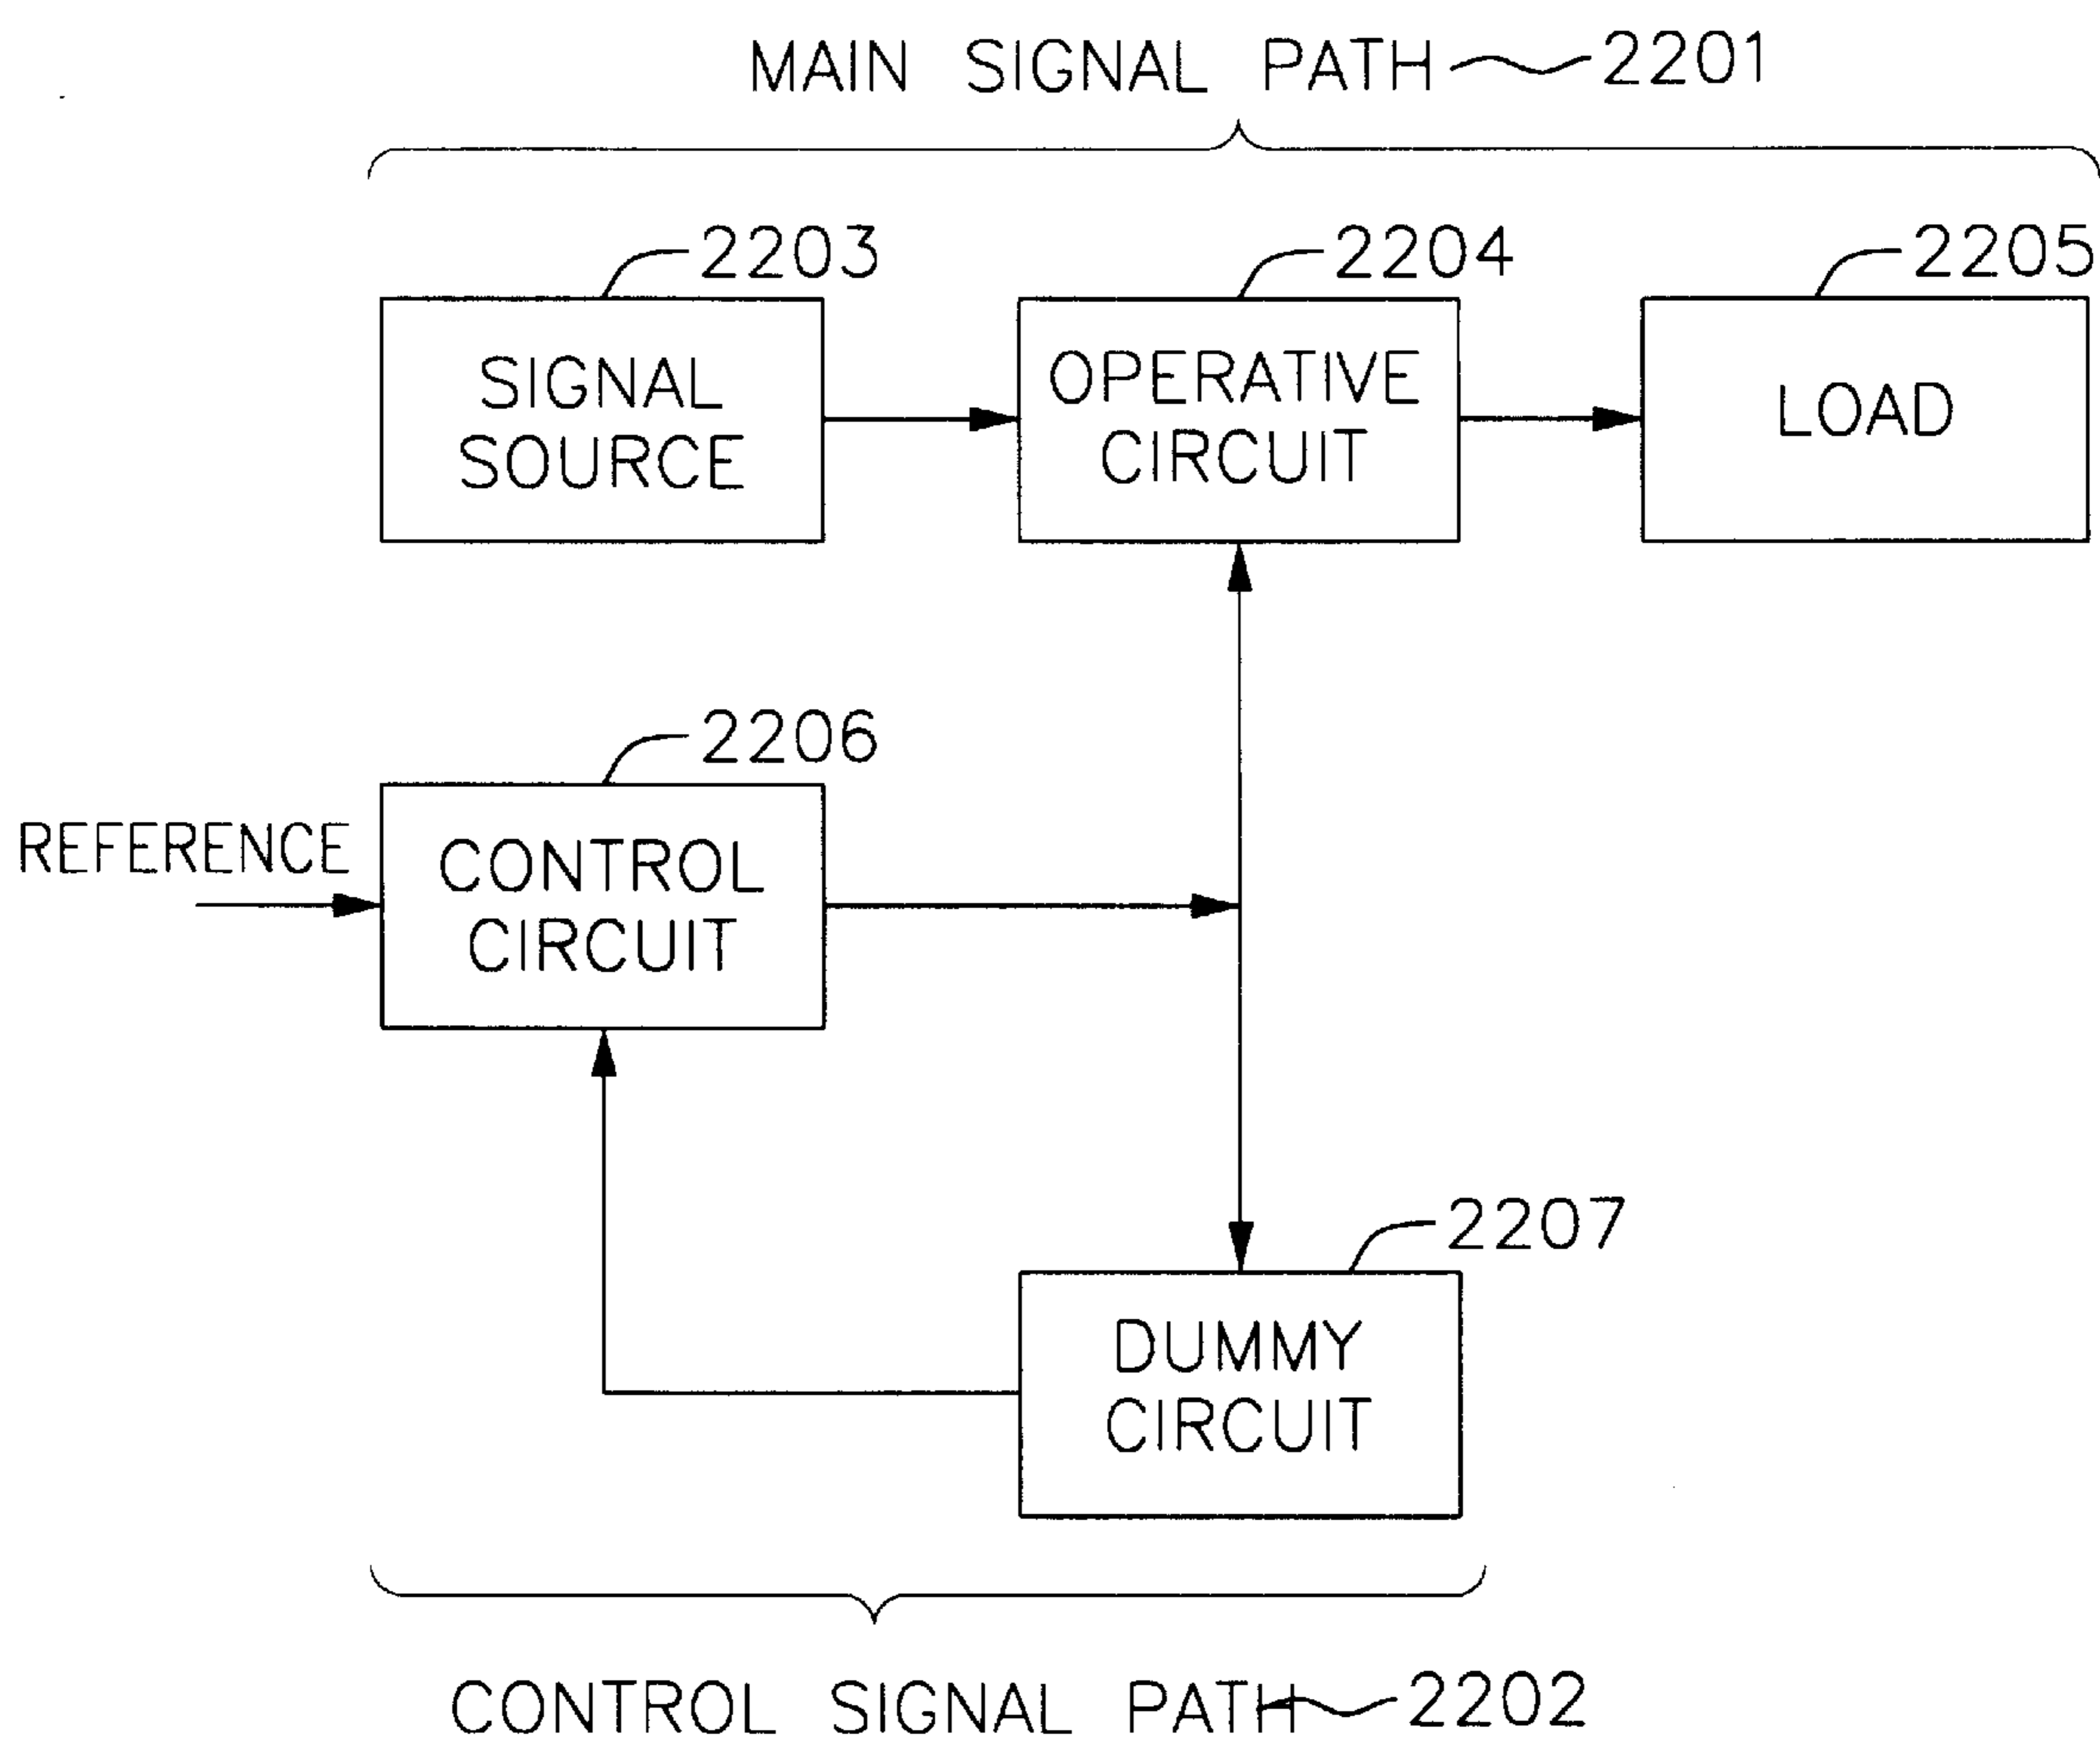 MAIN SIGNAL PATH 2201
2203
2204
2205
SIGNAL
SOURCE
OPERATIVE
CIRCUIT
LOAD
2206
REFERENCE
CONTROL
CIRCUIT
2207
DUMMY
CIRCUIT
CONTROL SIGNAL PATH 2202